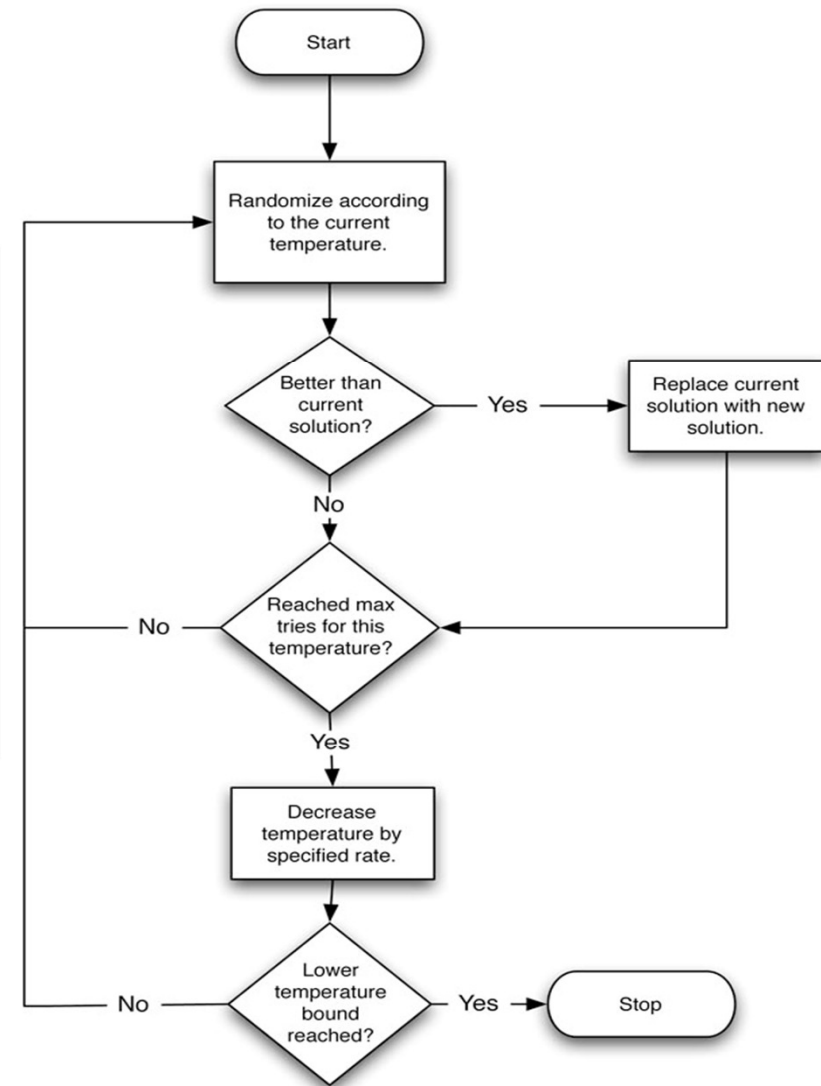 Start
Randomize according
to the current
temperature.
Better than
current
solution?
Yes
Replace current
solution with new
solution.
No
Reached max
tries for this
temperature?
No
Yes
Decrease
temperature by
specified rate.
Lower
temperature
bound
reached?
No
Yes
Stop